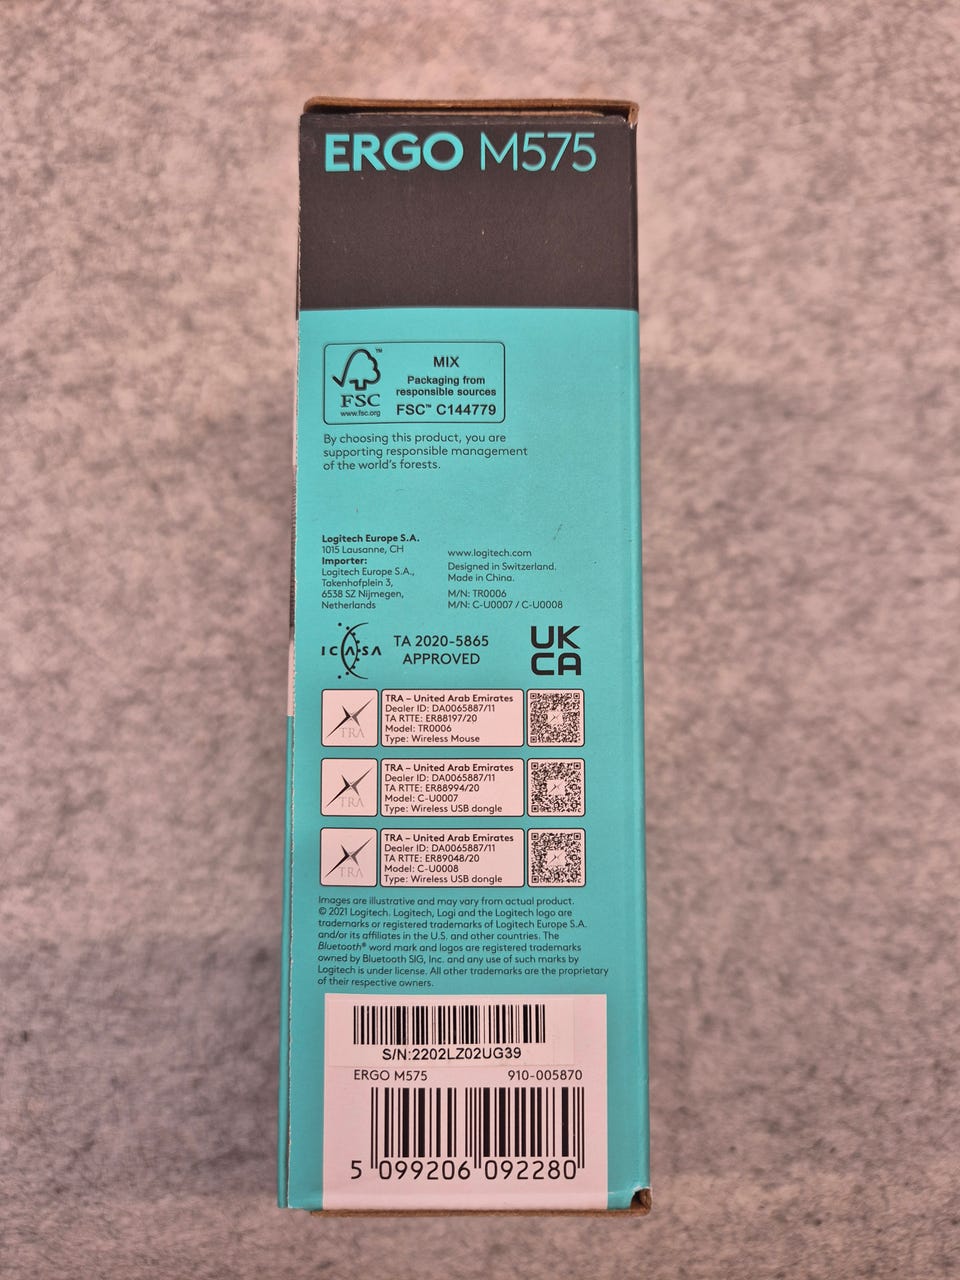 ERGO M575
MIX
Packaging from
responsible sources
FSC™ C144779
FSC
www.fsc.org
By choosing this product, you are
supporting responsible management
of the world's forests.
Logitech Europe S.A.
1015 Lausanne, CH
Importer:
Logitech Europe S.A.,
Takenhofplein 3,
6538 SZ Nijmegen,
Netherlands
www.logitech.com
Designed in Switzerland.
Made in China.
M/N: TR0006
M/N: C-U0007 / C-U0008
ICASA
TA 2020-5865
APPROVED
UK
CA
TRA
TRA – United Arab Emirates
Dealer ID: DA0065887/11
TA RTTE: ER88197/20
Model: TR0006
Type: Wireless Mouse
TRA
TRA – United Arab Emirates
Dealer ID: DA0065887/11
TA RTTE: ER88994/20
Model: C-U0007
Type: Wireless USB dongle
TRA
TRA – United Arab Emirates
Dealer ID: DA0065887/11
TA RTTE: ER89048/20
Model: C-U0008
Type: Wireless USB dongle
Images are illustrative and may vary from actual product.
© 2021 Logitech. Logitech, Logi and the Logitech logo are
trademarks or registered trademarks of Logitech Europe S.A.
and/or its affiliates in the U.S. and other countries. The
Bluetooth® word mark and logos are registered trademarks
owned by Bluetooth SIG, Inc. and any use of such marks by
Logitech is under license. All other trademarks are the proprietary
of their respective owners.
S/N:2202LZ02UG39
ERGO M575 910-005870
5 099206 092280